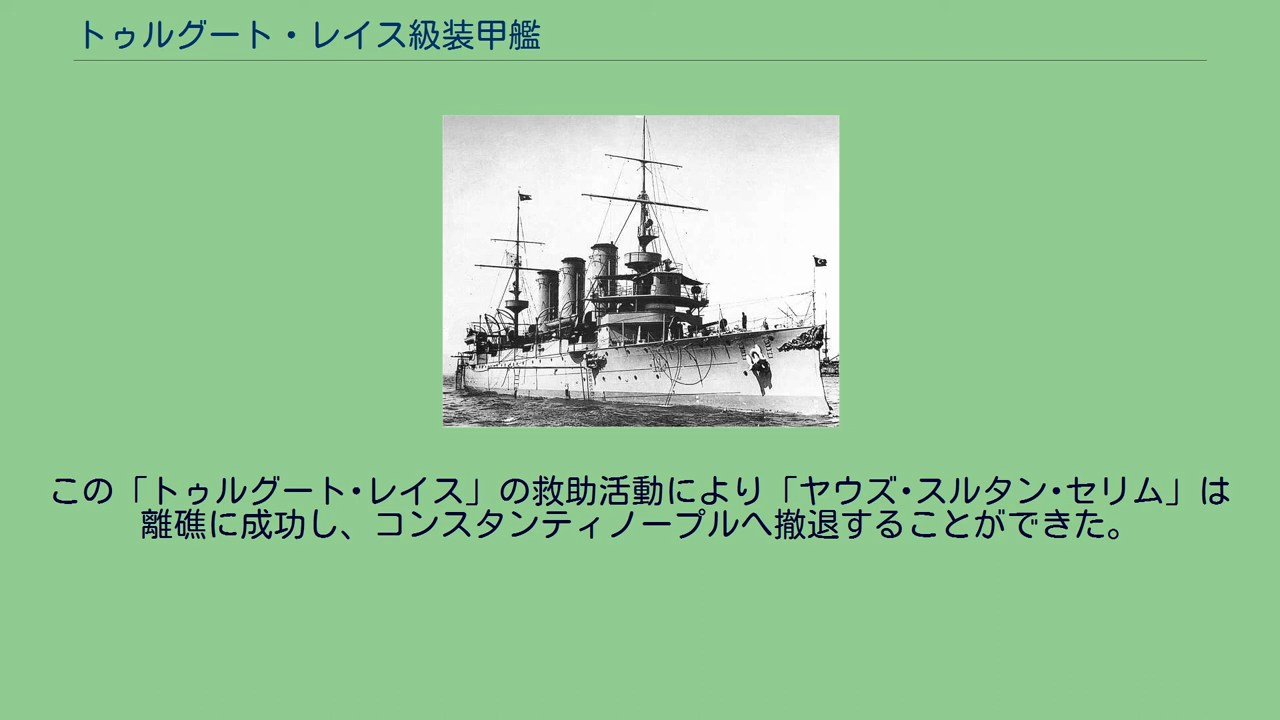 トゥルグート・レイス級装甲艦
この「トゥルグート・レイス」の救助活動により「ヤウズ・スルタン・セリム」は
離礁に成功し、コンスタンティノープルへ撤退することができた。